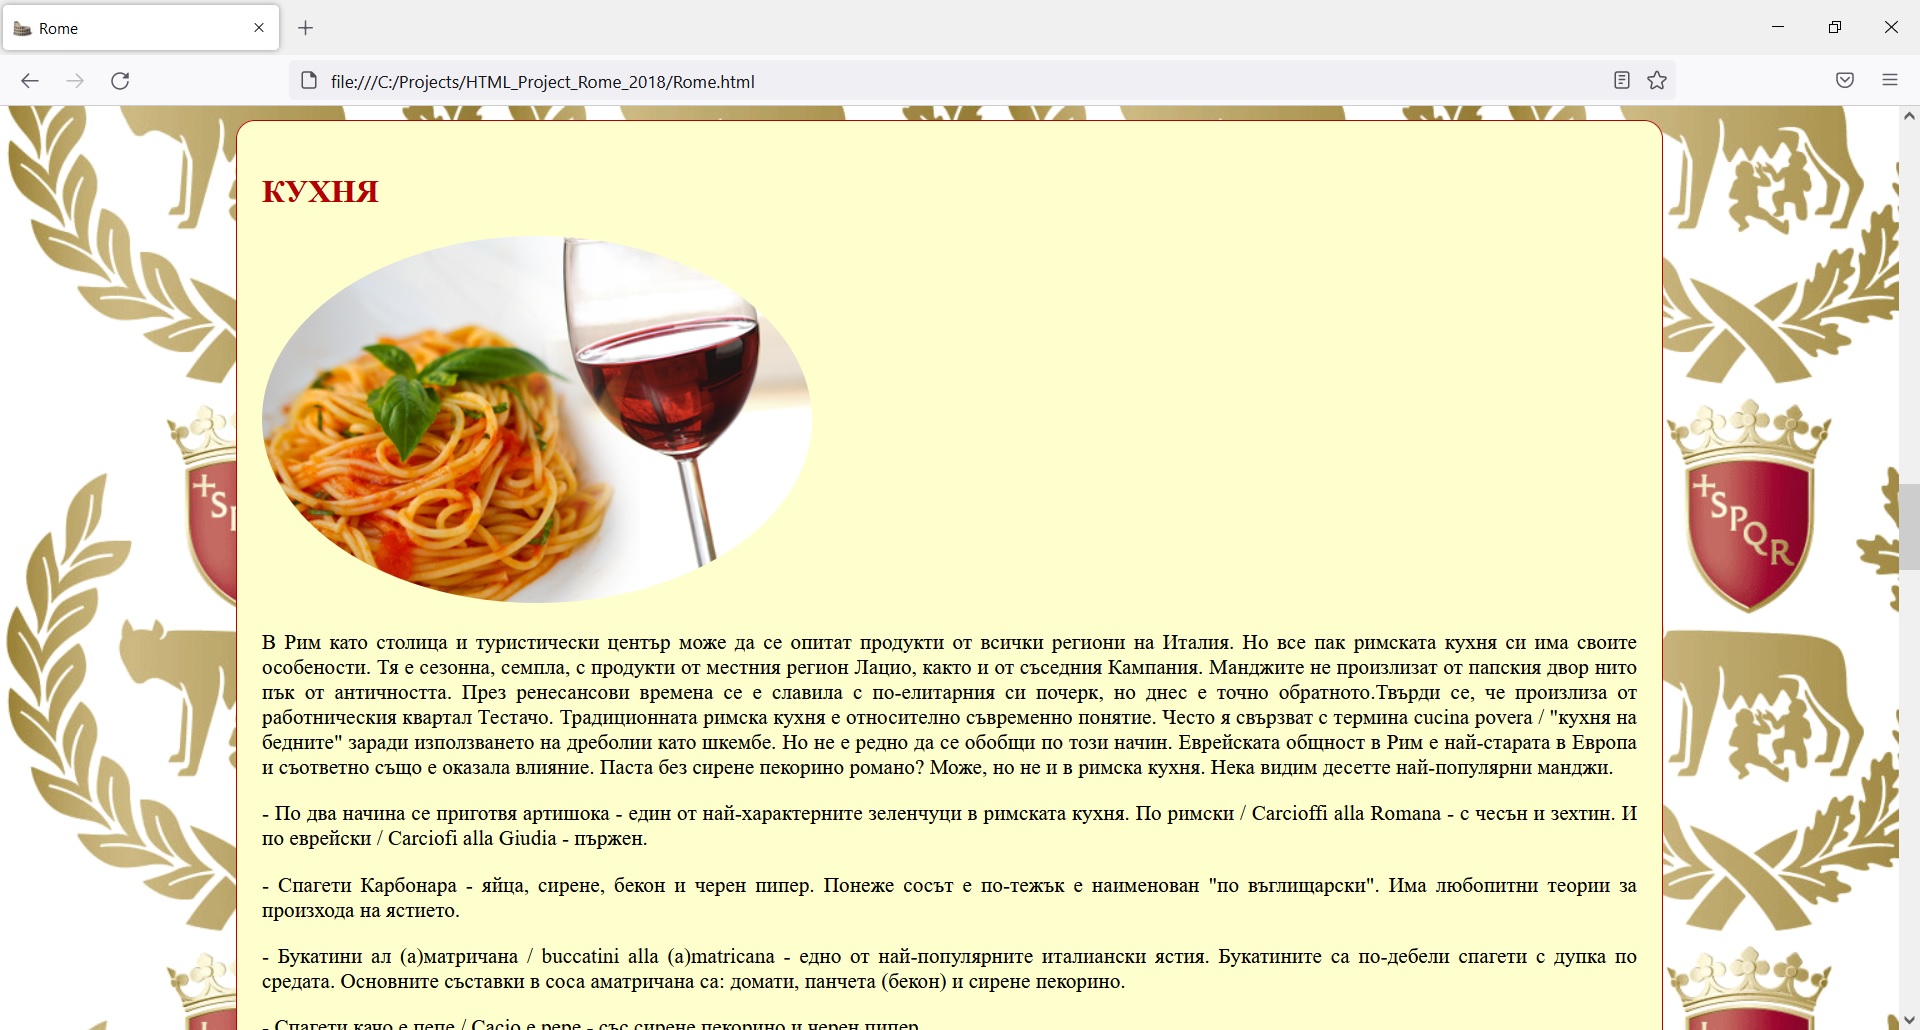 Rome
file:///C:/Projects/HTML_Project_Rome_2018/Rome.html
КУХНЯ
В Рим като столица и туристически център може да се опитат продукти от всички региони на Италия. Но все пак римската кухня си има своите
особености. Тя е сезонна, семпла, с продукти от местния регион Лацио, както и от съседния Кампания. Манджите не произлизат от папския двор нито
пък от античността. През ренесансови времена се е славила с по-елитарния си почерк, но днес е точно обратното.Твърди се, че произлиза от
работническия квартал Тестачо. Традиционната римска кухня е относително съвременно понятие. Често я свързват с термина cucina povera / "кухня на
бедните" заради използването на дреболии като шкембе. Но не е редно да се обобщи по този начин. Еврейската общност в Рим е най-старата в Европа
и съответно също е оказала влияние. Паста без сирене пекорино романо? Може, но не и в римска кухня. Нека видим десетте най-популярни манджи.
- По два начина се приготвя артишока - един от най-характерните зеленчуци в римската кухня. По римски / Carcioffi alla Romana - с чесън и зехтин. И
по еврейски / Carciofi alla Giudia - пържен.
- Спагети Карбонара - яйца, сирене, бекон и черен пипер. Понеже сосът е по-тежък е наименован "по въглищарски". Има любопитни теории за
произхода на ястието.
- Букатини ал (а)матричана / buccatini alla (a)matricana - едно от най-популярните италиански ястия. Букатините са по-дебели спагети с дупка по
средата. Основните съставки в соса аматричана са: домати, панчета (бекон) и сирене пекорино.
- Спагети качо е пепе / Cacio e pepe - със сирене пекорино и черен пипер
SPQR